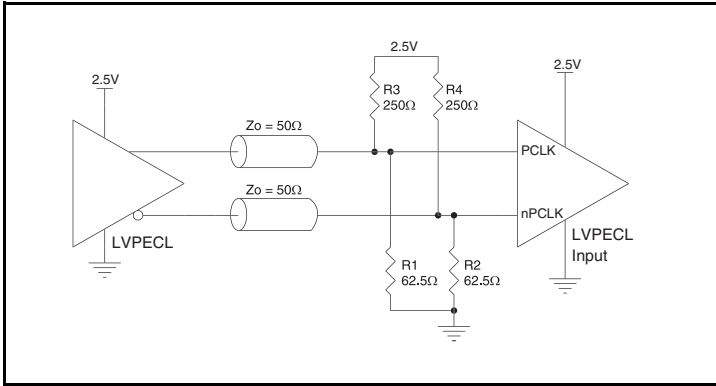 2.5V
2.5V
2.5V
R3
250Ω
R4
250Ω
Zo = 50Ω
PCLK
Zo = 50Ω
nPCLK
LVPECL
LVPECL
Input
R1
62.5Ω
R2
62.5Ω